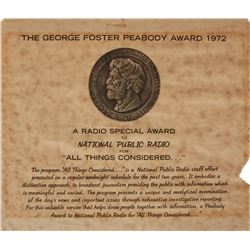 THE GEORGE FOSTER PEABODY AWARD 1972
A RADIO SPECIAL AWARD
TO
NATIONAL PUBLIC RADIO
FOR
"ALL THINGS CONSIDERED. . ."
The program, "All Things Considered...," is a National Public Radio staff effort
presented on a regular weeknight schedule for the past two years. It embodies a
distinctive approach to broadcast journalism providing the public with information which
is meaningful and varied. The program presents a unique and analytical examination
of the day's news and important issues through exhaustive investigative reporting.
For this valuable service that helps draw people together with information, a Peabody
Award to National Public Radio for "All Things Considered...."